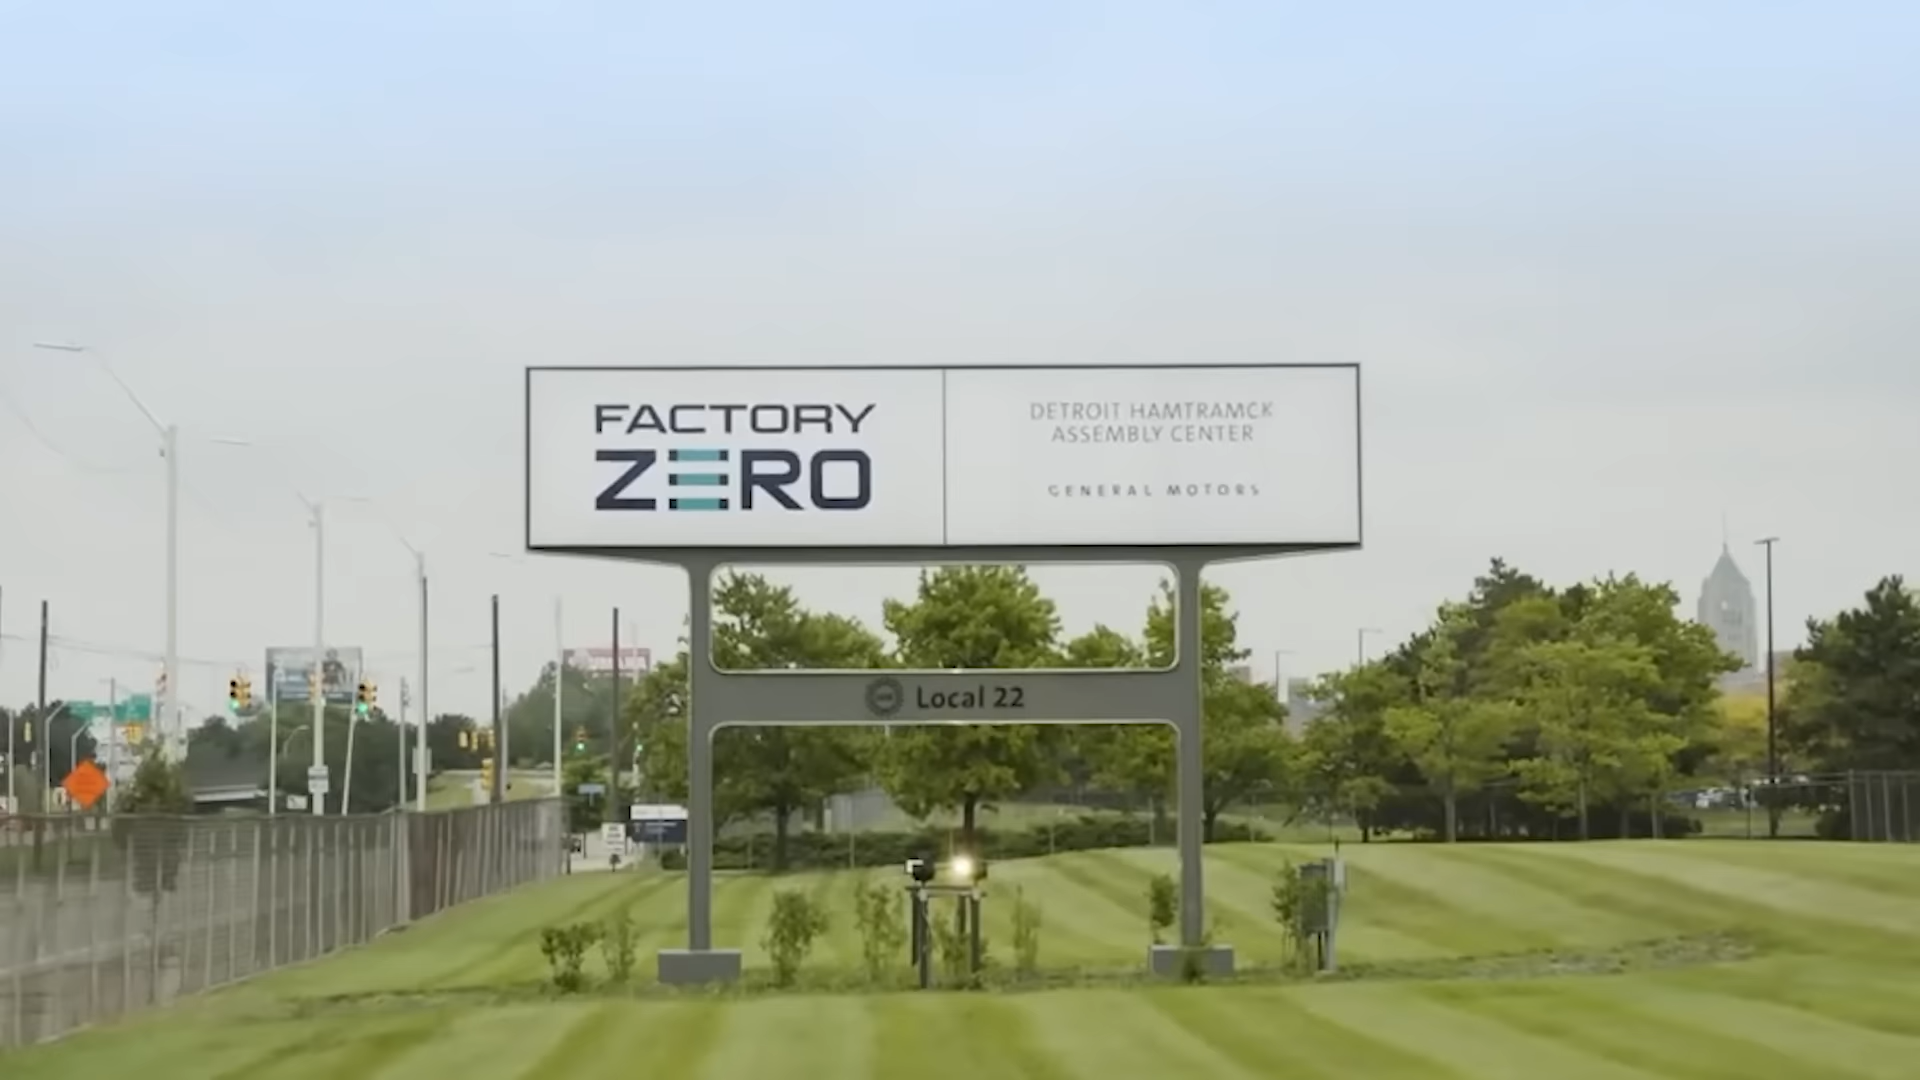 FACTORY
ZERO
DETROIT HAMTRAMCK
ASSEMBLY CENTER
GENERAL MOTORS
Local 22